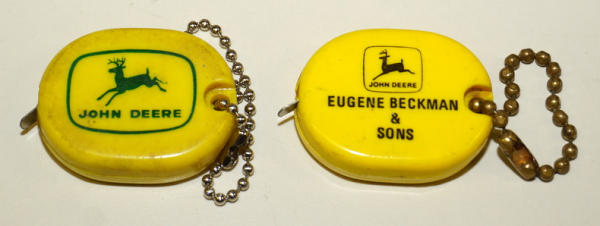 JOHN DEERE
JOHN DEERE
EUGENE BECKMAN
&
SONS